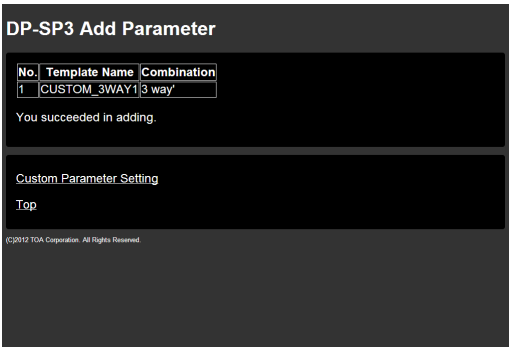 DP-SP3 Add Parameter
No. Template Name Combination
1 CUSTOM_3WAY1 3 way'
You succeeded in adding.
Custom Parameter Setting
Top
(C)2012 TOA Corporation. All Rights Reserved.